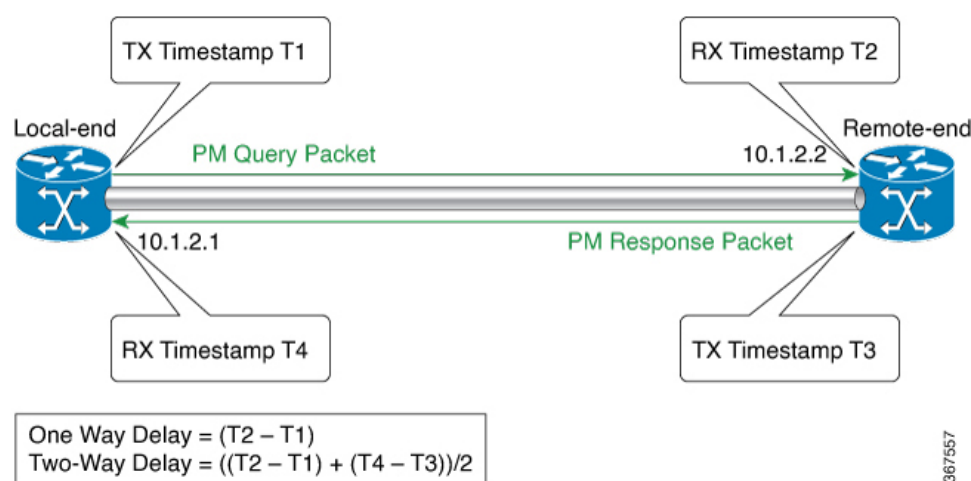 TX Timestamp T1
RX Timestamp T2
Local-end
Remote-end
PM Query Packet
10.1.2.2
10.1.2.1
PM Response Packet
RX Timestamp T4
TX Timestamp T3
One Way Delay = (T2 – T1)
Two-Way Delay = ((T2 – T1) + (T4 – T3))/2
367557